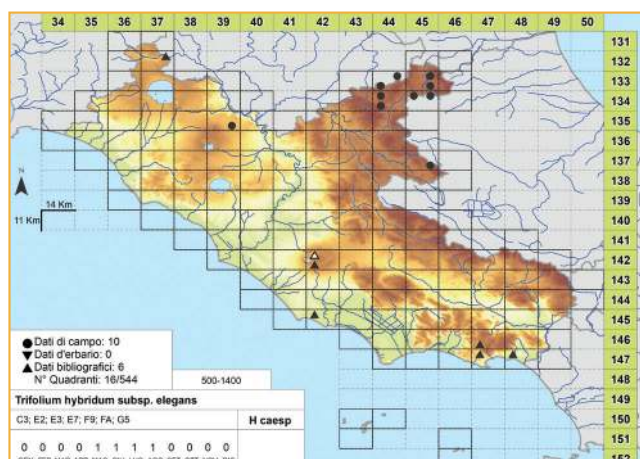 34 35 36 37 38 39 40 41 42 43 44 45 46 47 48 49 50
131
132
133
134
135
136
137
138
139
140
141
142
143
144
145
146
147
148
149
150
151
152
N
14 Km
11 Km
Dati di campo: 10
Dati d'erbario: 0
Dati bibliografici: 6
N° Quadranti: 16/544
500-1400
Trifolium hybridum subsp. elegans
C3; E2; E3; E7; F9; FA; G5
H caesp
0 0 0 0 1 1 1 1 0 0 0 0